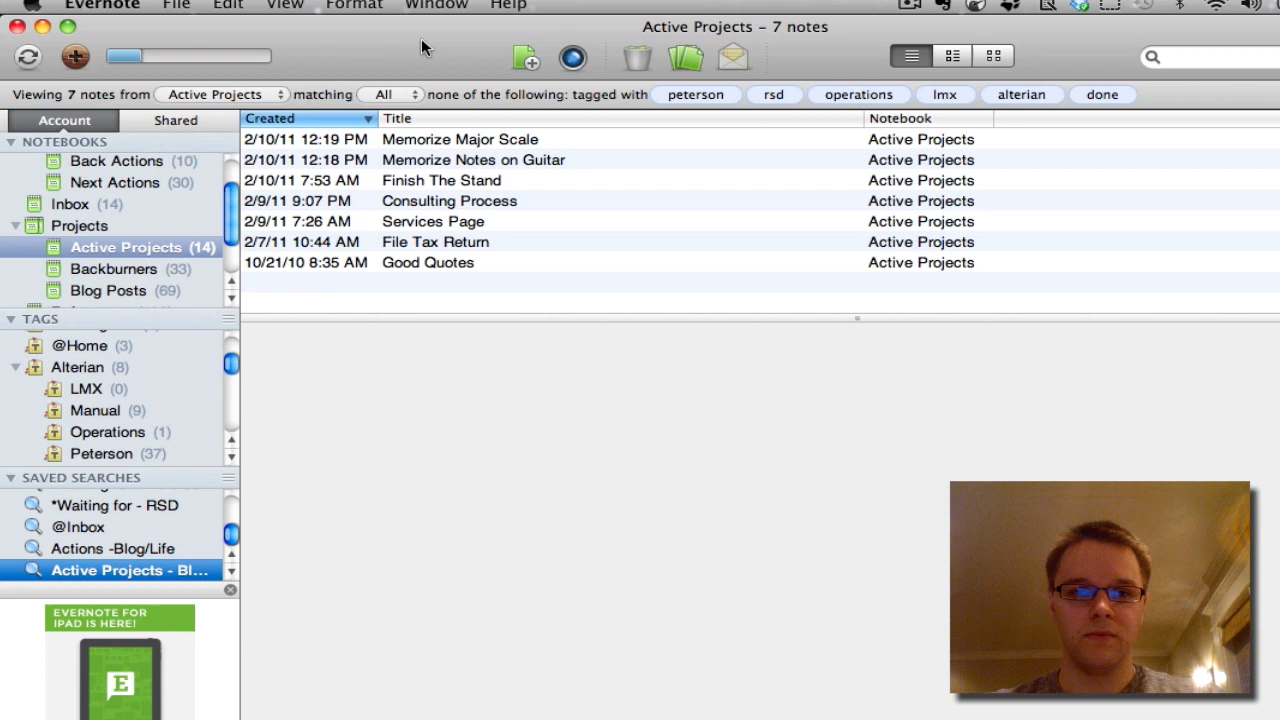 Evernote File Edit View Format Window Help
Active Projects – 7 notes
Viewing 7 notes from Active Projects matching All none of the following: tagged with peterson rsd operations lmx alterian done
Account Shared
Created Title Notebook
NOTEBOOKS
Back Actions (10)
Next Actions (30)
Inbox (14)
Projects
Active Projects (14)
Backburners (33)
Blog Posts (69)
2/10/11 12:19 PM Memorize Major Scale Active Projects
2/10/11 12:18 PM Memorize Notes on Guitar Active Projects
2/10/11 7:53 AM Finish The Stand Active Projects
2/9/11 9:07 PM Consulting Process Active Projects
2/9/11 7:26 AM Services Page Active Projects
2/7/11 10:44 AM File Tax Return Active Projects
10/21/10 8:35 AM Good Quotes Active Projects
TAGS
@Home (3)
Alterian (8)
LMX (0)
Manual (9)
Operations (1)
Peterson (37)
SAVED SEARCHES
*Waiting for - RSD
@Inbox
Actions -Blog/Life
Active Projects - Bl...
EVERNOTE FOR
IPAD IS HERE!